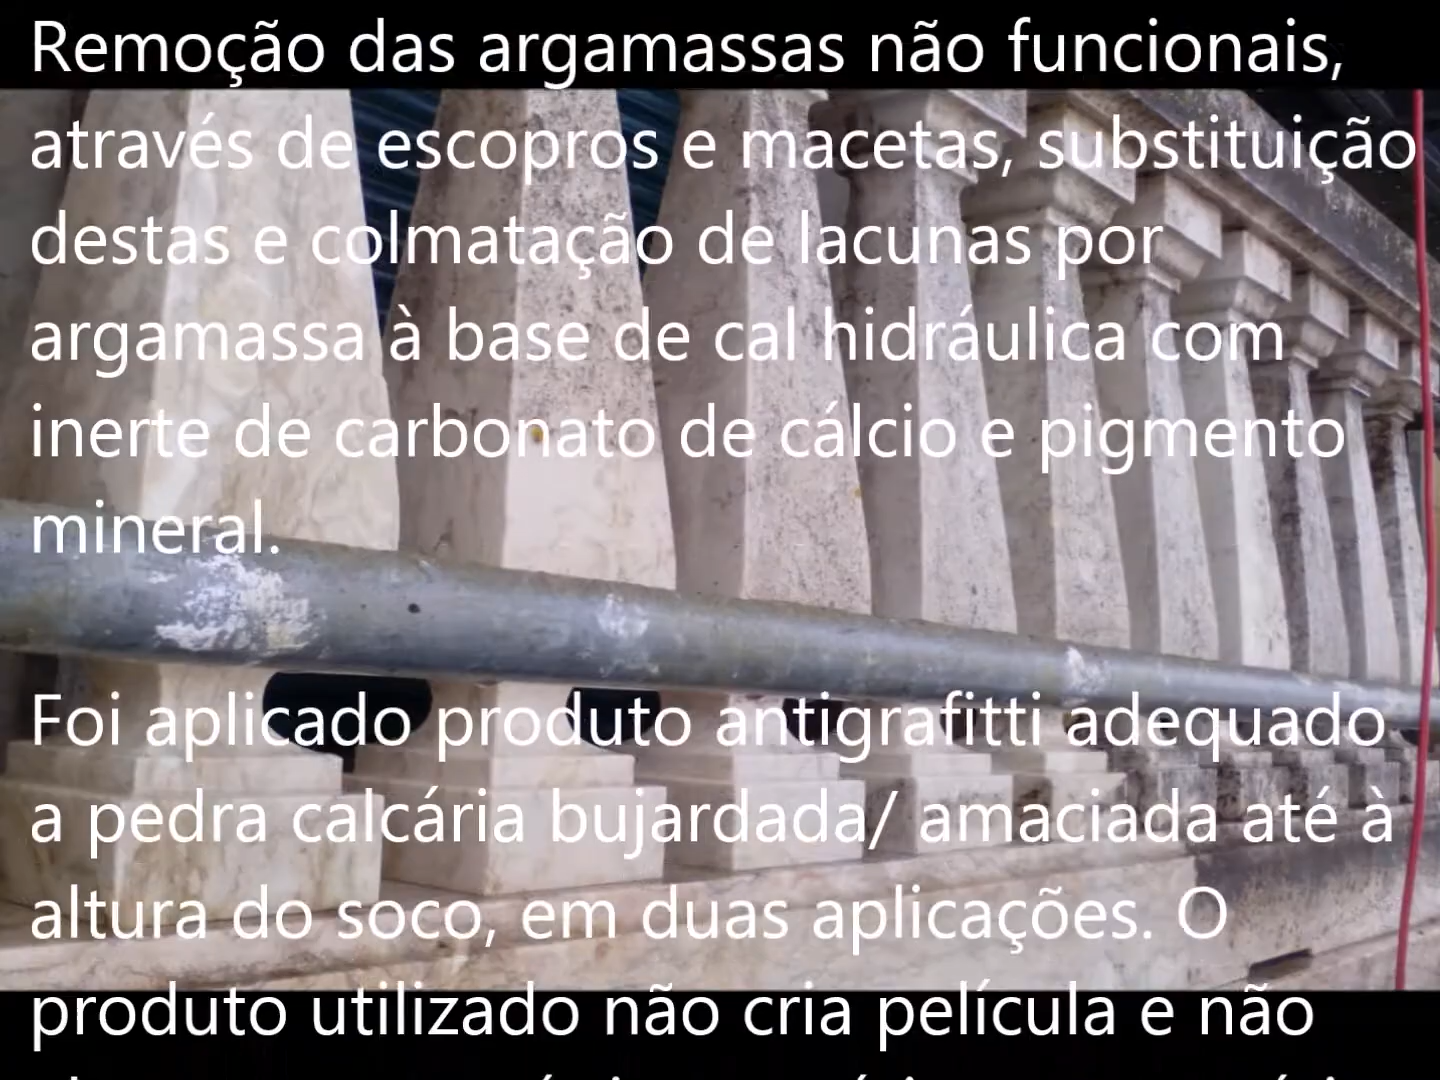 Remoção das argamassas não funcionais,
através de escopros e macetas, substituição
destas e colmatação de lacunas por
argamassa à base de cal hidráulica com
inerte de carbonato de cálcio e pigmento
mineral.
Foi aplicado produto antigrafitti adequado
a pedra calcária bujardada/ amaciada até à
altura do soco, em duas aplicações. O
produto utilizado não cria película e não